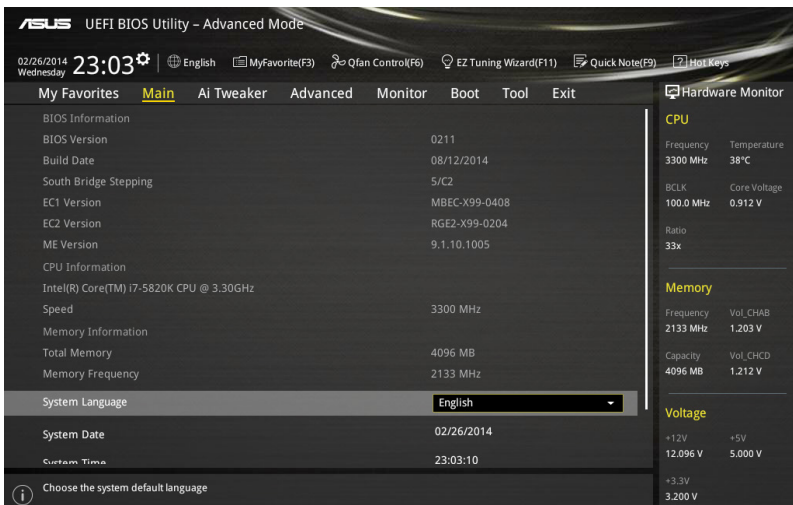 ASUS UEFI BIOS Utility – Advanced Mode
02/26/2014
Wednesday
23:03
English MyFavorite(F3) Qfan Control(F6) EZ Tuning Wizard(F11) Quick Note(F9) ? Hot Keys
My Favorites Main Ai Tweaker Advanced Monitor Boot Tool Exit
BIOS Information
BIOS Version 0211
Build Date 08/12/2014
South Bridge Stepping 5/C2
EC1 Version MBEC-X99-0408
EC2 Version RGE2-X99-0204
ME Version 9.1.10.1005
CPU Information
Intel(R) Core(TM) i7-5820K CPU @ 3.30GHz
Speed 3300 MHz
Memory Information
Total Memory 4096 MB
Memory Frequency 2133 MHz
System Language English
System Date 02/26/2014
System Time 23:03:10
i Choose the system default language
Hardware Monitor
CPU
Frequency Temperature
3300 MHz 38°C
BCLK Core Voltage
100.0 MHz 0.912 V
Ratio
33x
Memory
Frequency Vol_CHAB
2133 MHz 1.203 V
Capacity Vol_CHCD
4096 MB 1.212 V
Voltage
+12V +5V
12.096 V 5.000 V
+3.3V
3.200 V